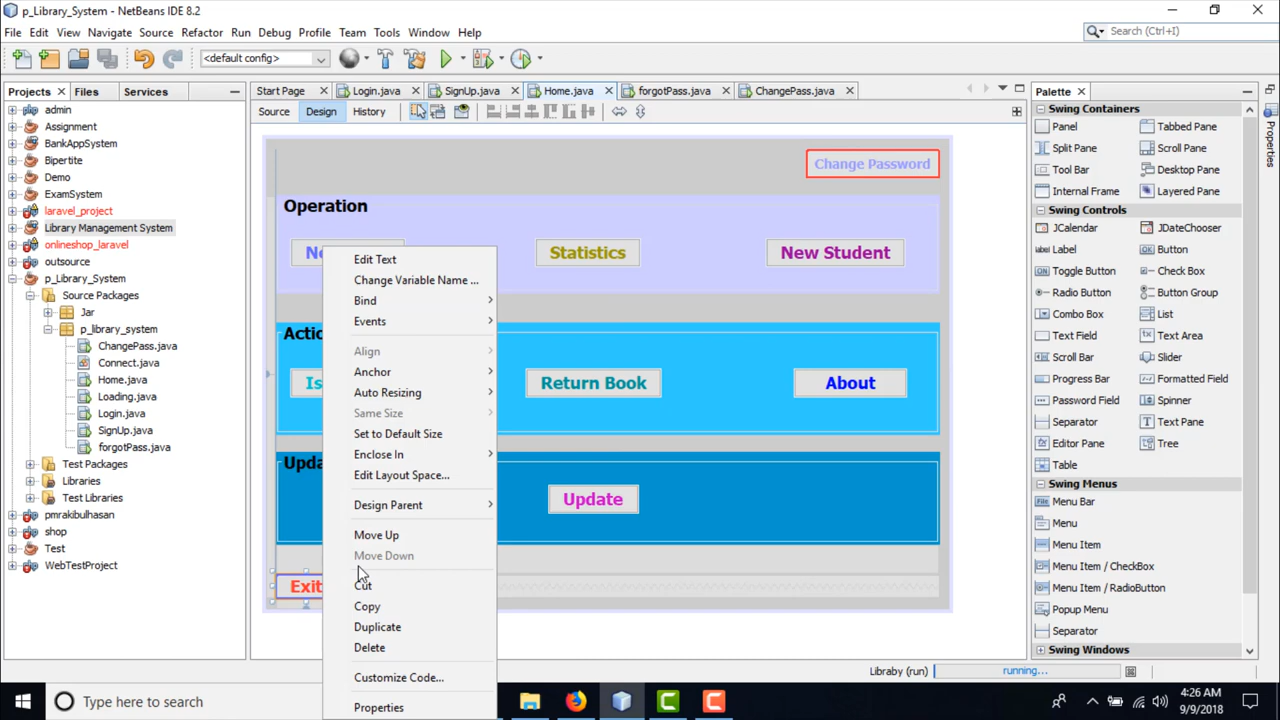 p_Library_System - NetBeans IDE 8.2
File Edit View Navigate Source Refactor Run Debug Profile Team Tools Window Help
Search (Ctrl+I)
<default config>
Projects Files Services
Start Page Login.java SignUp.java Home.java forgotPass.java ChangePass.java
Source Design History
admin
Assignment
BankAppSystem
Bipertite
Demo
ExamSystem
laravel_project
Library Management System
onlineshop_laravel
outsource
p_Library_System
Source Packages
Jar
p_library_system
ChangePass.java
Connect.java
Home.java
Loading.java
Login.java
SignUp.java
forgotPass.java
Test Packages
Libraries
Test Libraries
pmrakibulhasan
shop
Test
WebTestProject
Change Password
Operation
Statistics New Student
Return Book About
Update
Exit
Edit Text
Change Variable Name ...
Bind
Events
Align
Anchor
Auto Resizing
Same Size
Set to Default Size
Enclose In
Edit Layout Space...
Design Parent
Move Up
Move Down
Cut
Copy
Duplicate
Delete
Customize Code...
Properties
Palette
Swing Containers
Panel Tabbed Pane
Split Pane Scroll Pane
Tool Bar Desktop Pane
Internal Frame Layered Pane
Swing Controls
JCalendar JDateChooser
Label Button
Toggle Button Check Box
Radio Button Button Group
Combo Box List
Text Field Text Area
Scroll Bar Slider
Progress Bar Formatted Field
Password Field Spinner
Separator Text Pane
Editor Pane Tree
Table
Swing Menus
Menu Bar
Menu
Menu Item
Menu Item / CheckBox
Menu Item / RadioButton
Popup Menu
Separator
Swing Windows
Properties
Libraby (run) running...
Type here to search
4:26 AM
9/9/2018